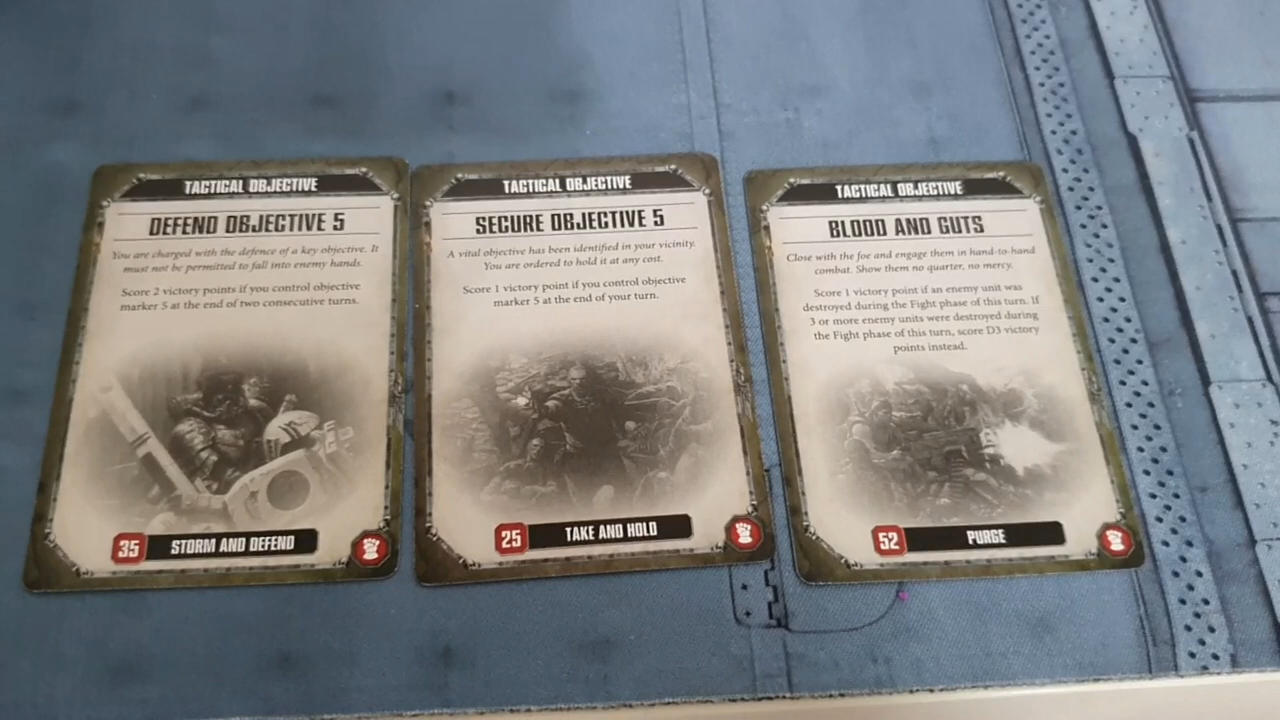 TACTICAL OBJECTIVE
DEFEND OBJECTIVE 5
You are charged with the defence of a key objective. It
must not be permitted to fall into enemy hands.
Score 2 victory points if you control objective
marker 5 at the end of two consecutive turns.
35
STORM AND DEFEND
TACTICAL OBJECTIVE
SECURE OBJECTIVE 5
A vital objective has been identified in your vicinity.
You are ordered to hold it at any cost.
Score 1 victory point if you control objective
marker 5 at the end of your turn.
25
TAKE AND HOLD
TACTICAL OBJECTIVE
BLOOD AND GUTS
Close with the foe and engage them in hand-to-hand
combat. Show them no quarter, no mercy.
Score 1 victory point if an enemy unit was
destroyed during the Fight phase of this turn. If
3 or more enemy units were destroyed during
the Fight phase of this turn, score D3 victory
points instead.
52
PURGE